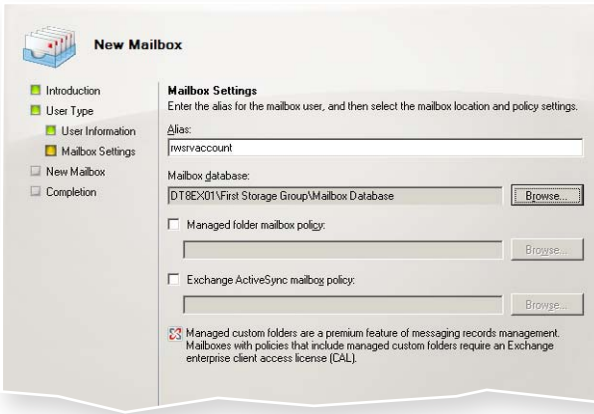 New Mailbox
Introduction
User Type
User Information
Mailbox Settings
New Mailbox
Completion
Mailbox Settings
Enter the alias for the mailbox user, and then select the mailbox location and policy settings.
Alias:
rwsrvaccount
Mailbox database:
DT8EX01\First Storage Group\Mailbox Database
Browse...
Managed folder mailbox policy:
Browse...
Exchange ActiveSync mailbox policy:
Browse...
Managed custom folders are a premium feature of messaging records management.
Mailboxes with policies that include managed custom folders require an Exchange
enterprise client access license (CAL).